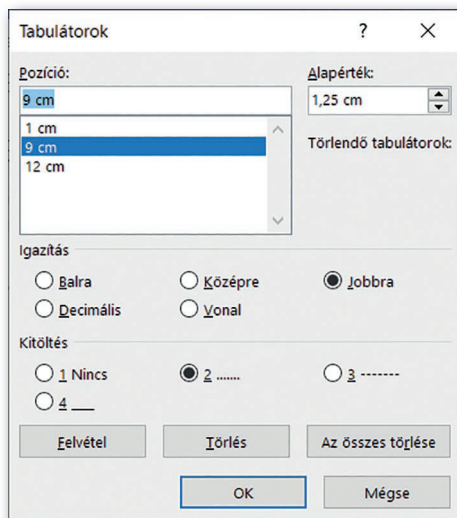 Tabulátorok ? ×
Pozíció: Alapérték:
9 cm 1,25 cm
1 cm Törlendő tabulátorok:
9 cm
12 cm
Igazítás
Balra Középre Jobbra
Decimális Vonal
Kitöltés
1 Nincs 2 ....... 3 -------
4 ___
Felvétel Törlés Az összes törlése
OK Mégse